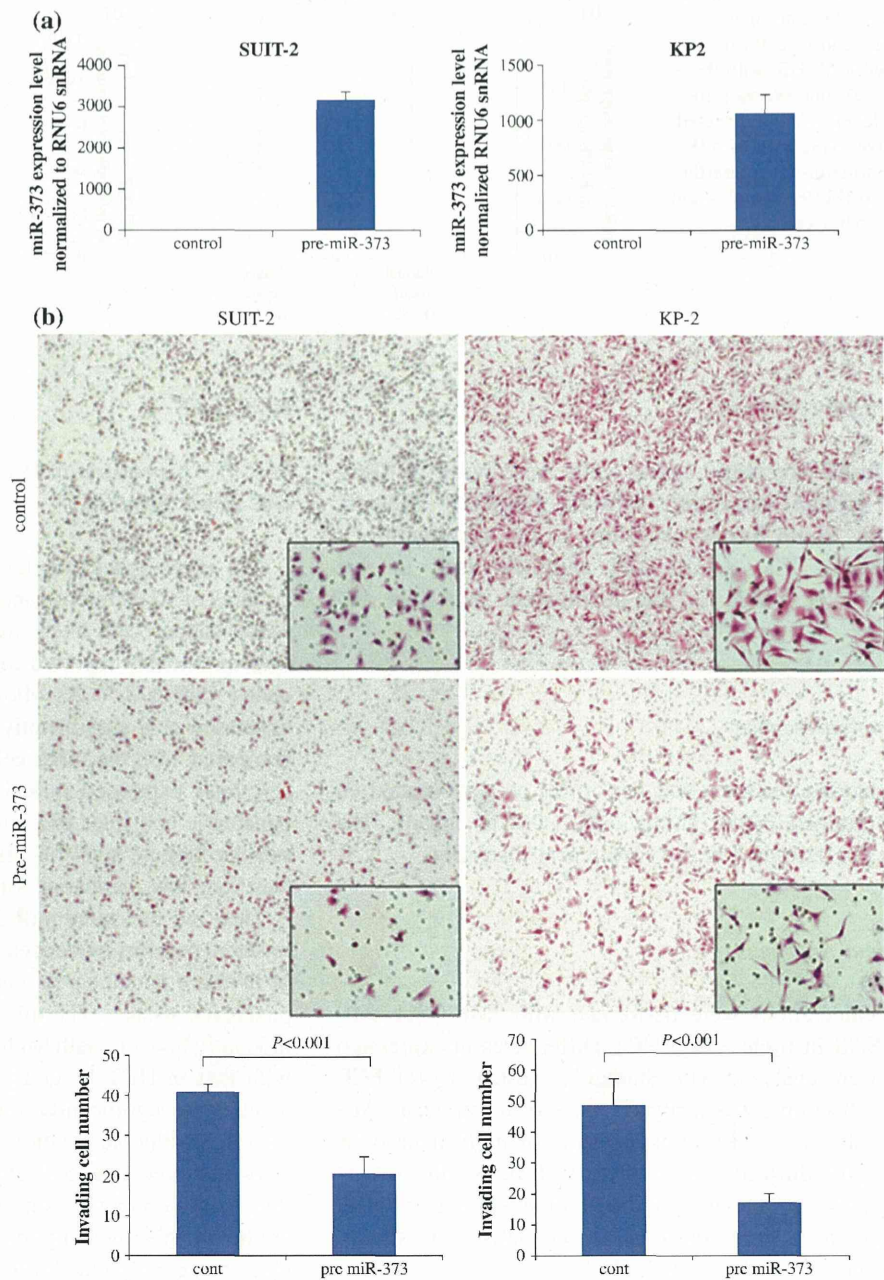 (a)
SUIT-2
miR-373 expression level
normalized to RNU6 snRNA
4000
3000
2000
1000
0
control
pre-miR-373
KP2
miR-373 expression level
normalized RNU6 snRNA
1500
1000
500
0
control
pre-miR-373
(b)
SUIT-2
KP-2
control
Pre-miR-373
Invading cell number
50
40
30
20
10
0
P<0.001
cont
pre miR-373
Invading cell number
70
60
50
40
30
20
10
0
P<0.001
cont
pre miR-373